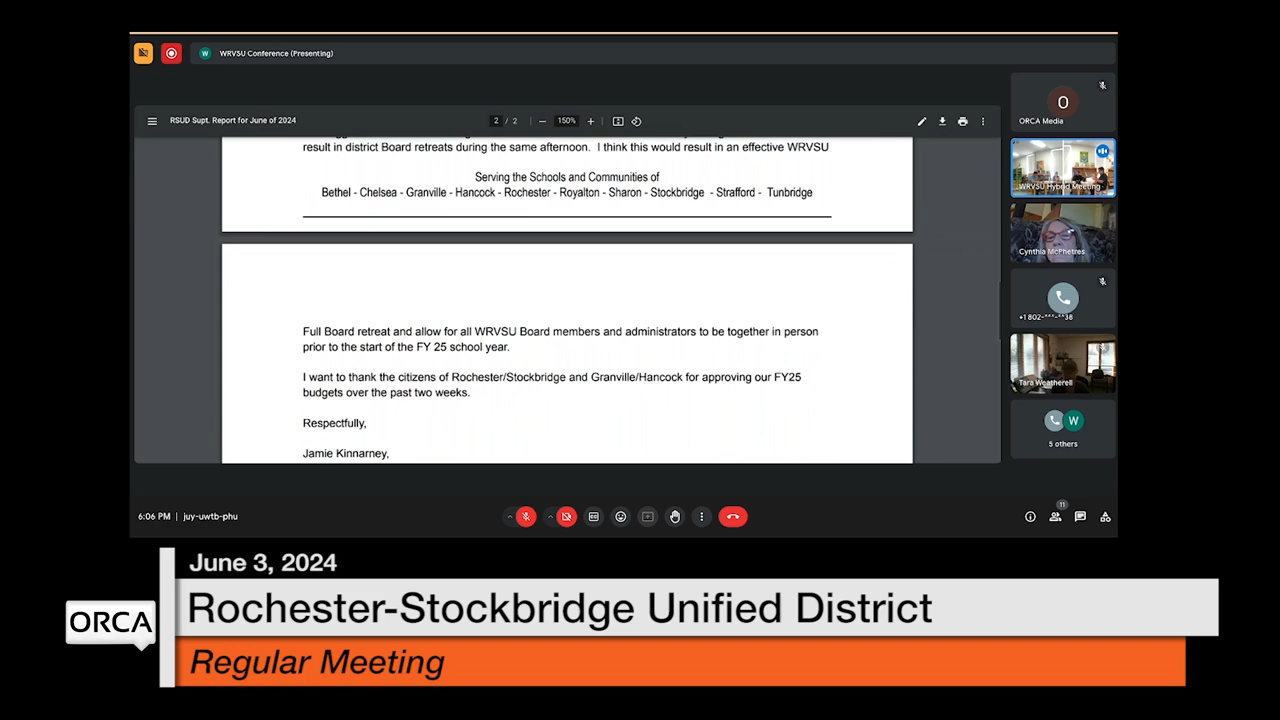 W WRVSU Conference (Presenting)
RSUD Supt. Report for June of 2024
2 / 2
150%
result in district Board retreats during the same afternoon. I think this would result in an effective WRVSU
Serving the Schools and Communities of
Bethel - Chelsea - Granville - Hancock - Rochester - Royalton - Sharon - Stockbridge - Strafford - Tunbridge
Full Board retreat and allow for all WRVSU Board members and administrators to be together in person
prior to the start of the FY 25 school year.
I want to thank the citizens of Rochester/Stockbridge and Granville/Hancock for approving our FY25
budgets over the past two weeks.
Respectfully,
Jamie Kinnarney,
O
ORCA Media
WRVSU Hybrid Meeting
Cynthia McPhetres
+1 802-***-**38
Tara Weatherell
W
5 others
6:06 PM | juy-uwtb-phu
11
June 3, 2024
ORCA
Rochester-Stockbridge Unified District
Regular Meeting